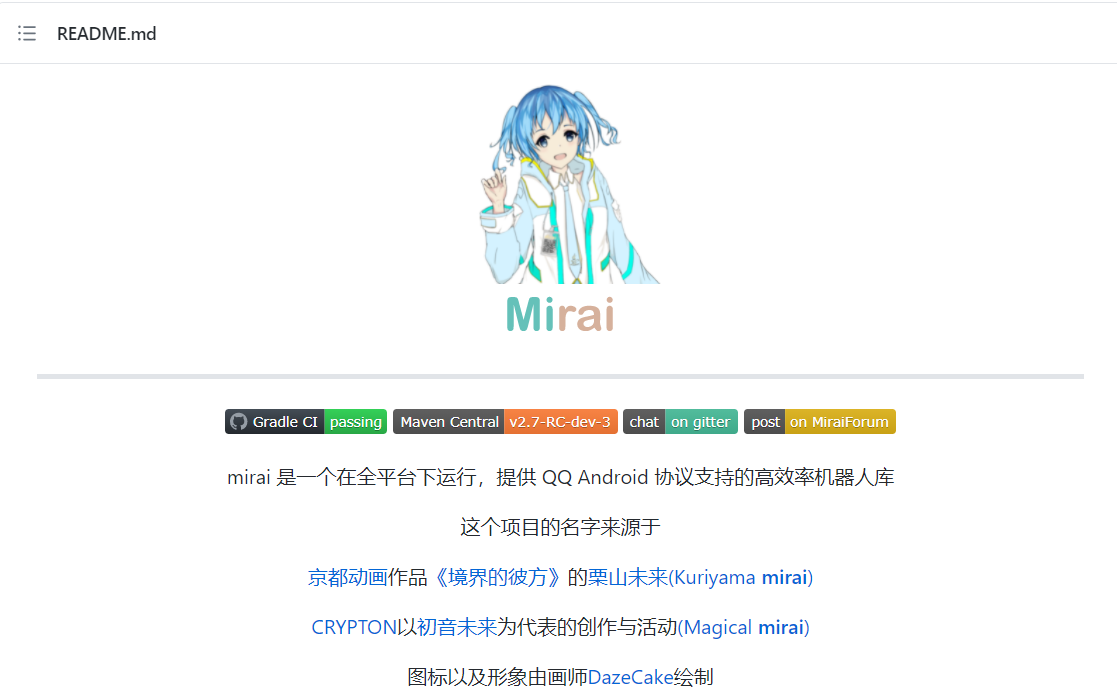 README.md
Mirai
Gradle CI passing Maven Central v2.7-RC-dev-3 chat on gitter post on MiraiForum
mirai 是一个在全平台下运行，提供 QQ Android 协议支持的高效率机器人库
这个项目的名字来源于
京都动画作品《境界的彼方》的栗山未来(Kuriyama mirai)
CRYPTON以初音未来为代表的创作与活动(Magical mirai)
图标以及形象由画师DazeCake绘制